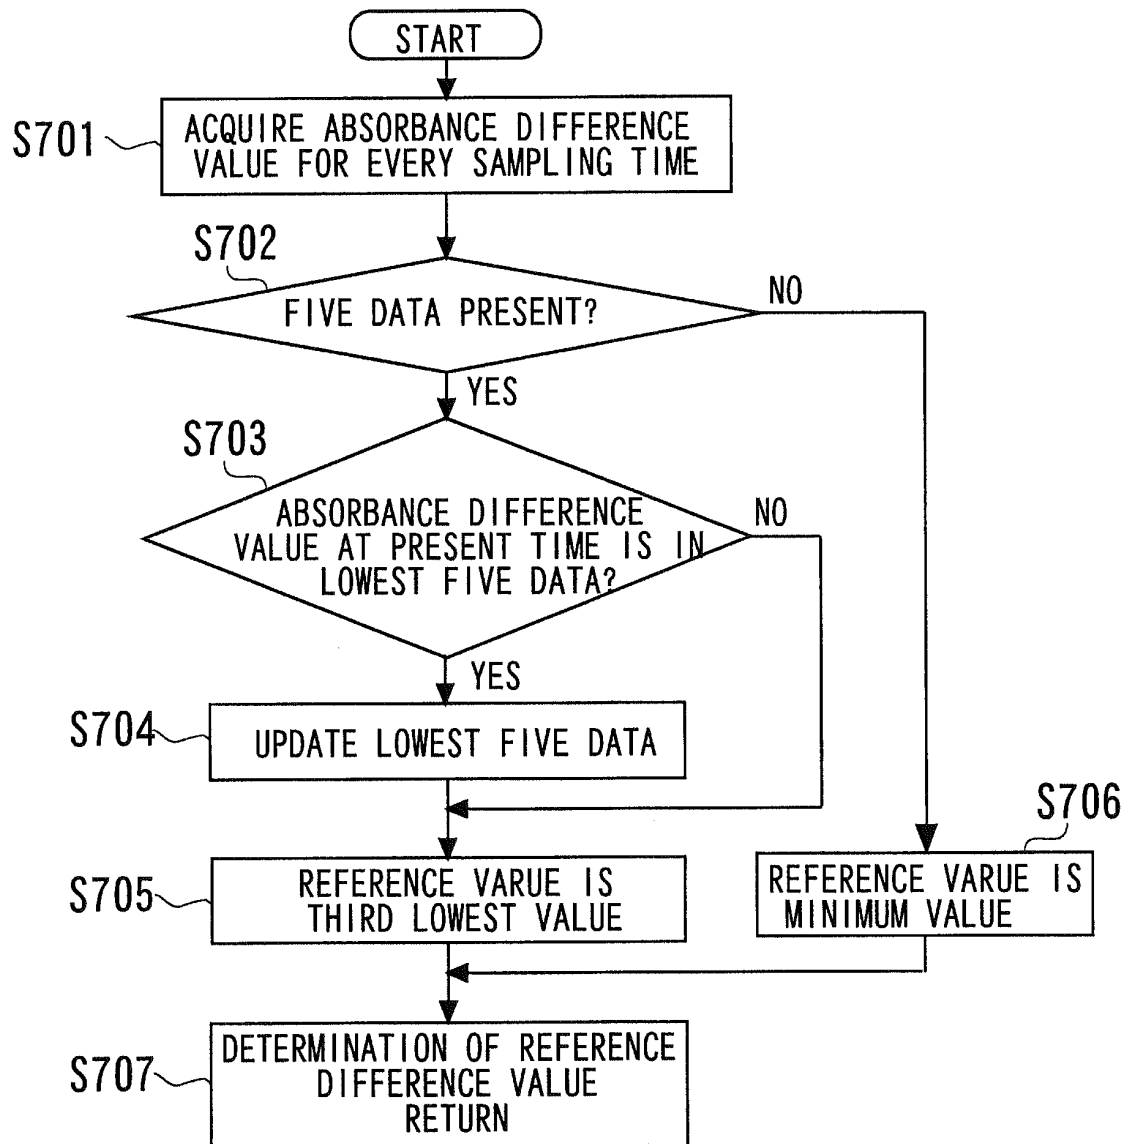 START
S701
ACQUIRE ABSORBANCE DIFFERENCE
VALUE FOR EVERY SAMPLING TIME
S702
FIVE DATA PRESENT?
NO
YES
S703
ABSORBANCE DIFFERENCE
VALUE AT PRESENT TIME IS IN
LOWEST FIVE DATA?
NO
YES
S704
UPDATE LOWEST FIVE DATA
S705
REFERENCE VARUE IS
THIRD LOWEST VALUE
S706
REFERENCE VARUE IS
MINIMUM VALUE
S707
DETERMINATION OF REFERENCE
DIFFERENCE VALUE
RETURN